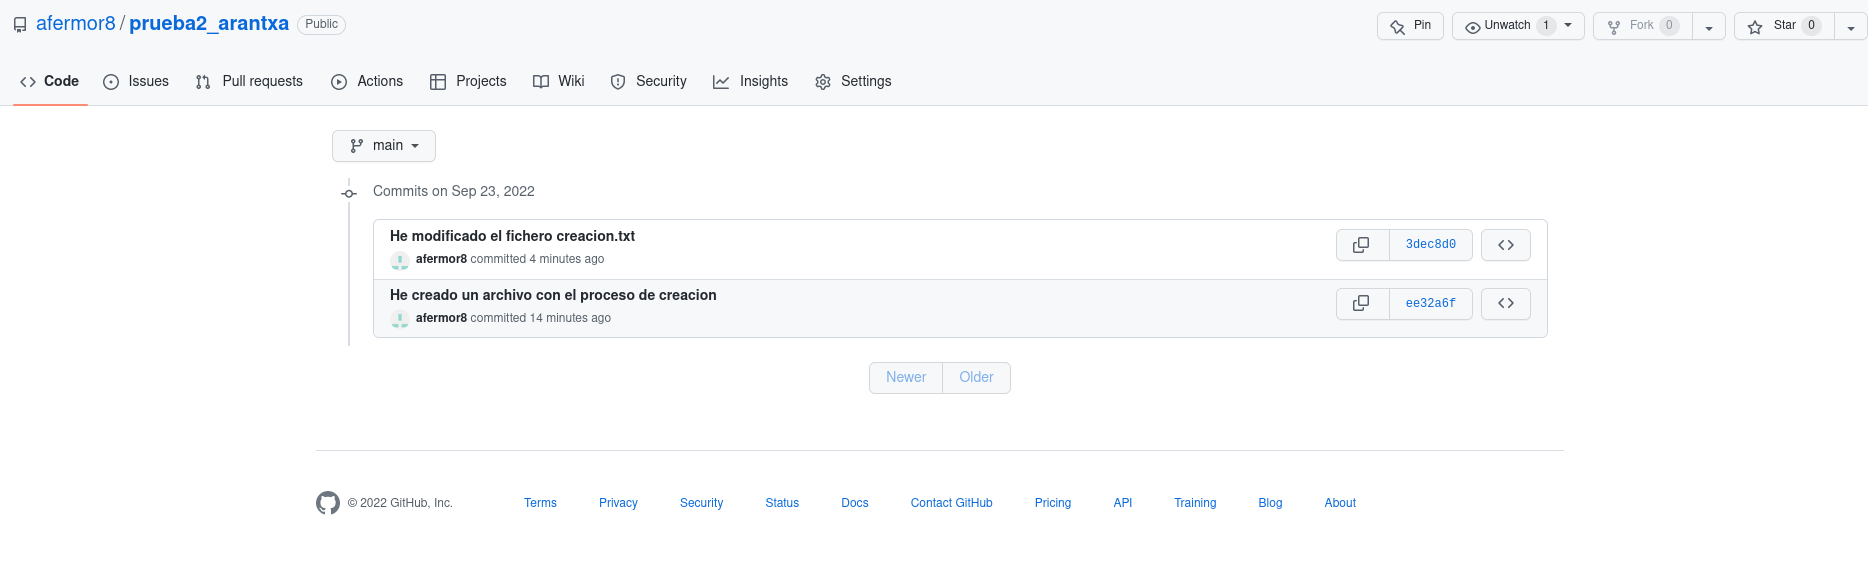 afermor8 / prueba2_arantxa Public
Pin Unwatch 1 Fork 0 Star 0
Code Issues Pull requests Actions Projects Wiki Security Insights Settings
main
Commits on Sep 23, 2022
He modificado el fichero creacion.txt
afermor8 committed 4 minutes ago
3dec8d0
He creado un archivo con el proceso de creacion
afermor8 committed 14 minutes ago
ee32a6f
Newer Older
© 2022 GitHub, Inc. Terms Privacy Security Status Docs Contact GitHub Pricing API Training Blog About